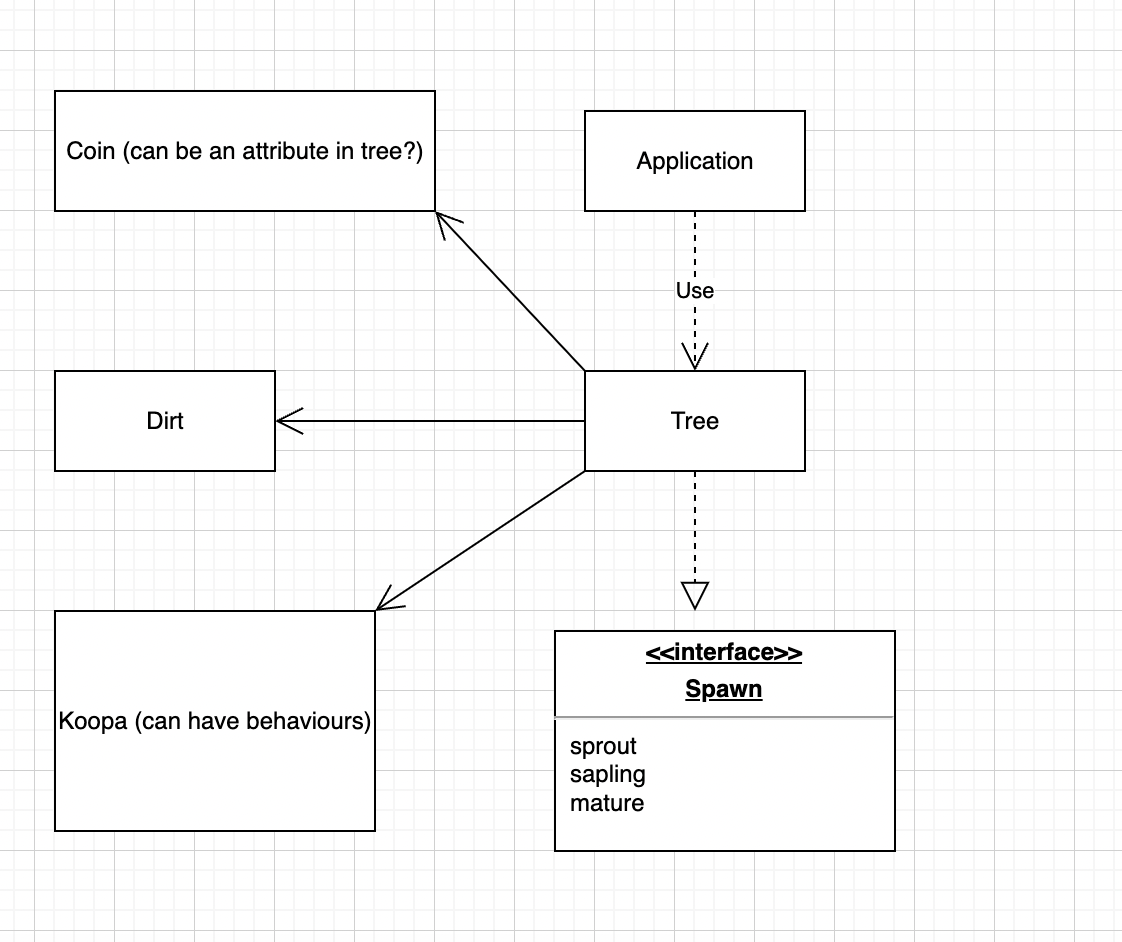 Coin (can be an attribute in tree?)
Application
Use
Dirt
Tree
Koopa (can have behaviours)
<<interface>>
Spawn
sprout
sapling
mature